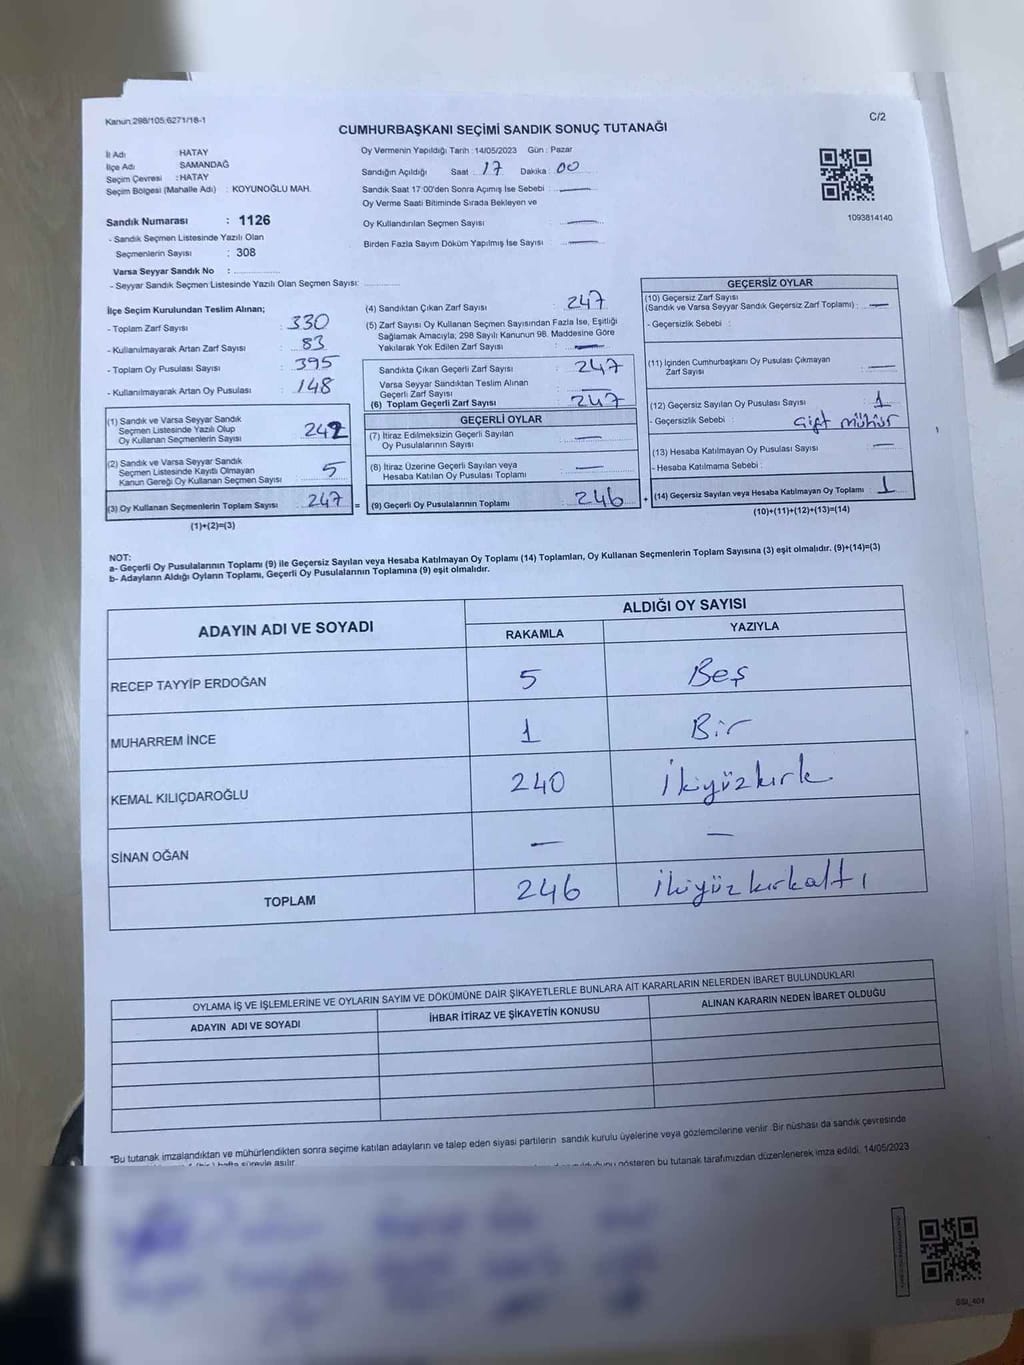 Kanun:298/105:6271/18-1
C/2
CUMHURBAŞKANI SEÇİMİ SANDIK SONUÇ TUTANAĞI
İl Adı : HATAY
İlçe Adı : SAMANDAĞ
Seçim Çevresi : HATAY
Seçim Bölgesi (Mahalle Adı) : KOYUNOĞLU MAH.
Sandık Numarası : 1126
- Sandık Seçmen Listesinde Yazılı Olan
Seçmenlerin Sayısı : 308
Varsa Seyyar Sandık No :
- Seyyar Sandık Seçmen Listesinde Yazılı Olan Seçmen Sayısı:
Oy Vermenin Yapıldığı Tarih : 14/05/2023 Gün : Pazar
Sandığın Açıldığı Saat : 17 Dakika : 00
Sandık Saat 17:00'den Sonra Açımış İse Sebebi : —
Oy Verme Saati Bitiminde Sırada Bekleyen ve
Oy Kullandırılan Seçmen Sayısı : —
Birden Fazla Sayım Döküm Yapılmış İse Sayısı : —
1093814140
İlçe Seçim Kurulundan Teslim Alınan;
- Toplam Zarf Sayısı : 330
- Kullanılmayarak Artan Zarf Sayısı : 83
- Toplam Oy Pusulası Sayısı : 395
- Kullanılmayarak Artan Oy Pusulası : 148
(1) Sandık ve Varsa Seyyar Sandık
Seçmen Listesinde Yazılı Olup
Oy Kullanan Seçmenlerin Sayısı : 242
(2) Sandık ve Varsa Seyyar Sandık
Seçmen Listesinde Kayıtlı Olmayan
Kanun Gereği Oy Kullanan Seçmen Sayısı : 5
(3) Oy Kullanan Seçmenlerin Toplam Sayısı : 247
(1)+(2)=(3)
(4) Sandıktan Çıkan Zarf Sayısı : 247
(5) Zarf Sayısı Oy Kullanan Seçmen Sayısından Fazla İse, Eşitliği
Sağlamak Amacıyla, 298 Sayılı Kanunun 98. Maddesine Göre
Yakılarak Yok Edilen Zarf Sayısı : —
Sandıkta Çıkan Geçerli Zarf Sayısı : 247
Varsa Seyyar Sandıktan Teslim Alınan
Geçerli Zarf Sayısı : —
(6) Toplam Geçerli Zarf Sayısı : 247
GEÇERLİ OYLAR
(7) İtiraz Edilmeksizin Geçerli Sayılan
Oy Pusulalarının Sayısı : —
(8) İtiraz Üzerine Geçerli Sayılan veya
Hesaba Katılan Oy Pusulası Toplamı : —
= (9) Geçerli Oy Pusulalarının Toplamı : 246 +
GEÇERSİZ OYLAR
(10) Geçersiz Zarf Sayısı
(Sandık ve Varsa Seyyar Sandık Geçersiz Zarf Toplamı) : —
- Geçersizlik Sebebi :
(11) İçinden Cumhurbaşkanı Oy Pusulası Çıkmayan
Zarf Sayısı : —
(12) Geçersiz Sayılan Oy Pusulası Sayısı : 1
- Geçersizlik Sebebi : Çift mühür
(13) Hesaba Katılmayan Oy Pusulası Sayısı : —
- Hesaba Katılmama Sebebi :
(14) Geçersiz Sayılan veya Hesaba Katılmayan Oy Toplamı : 1
(10)+(11)+(12)+(13)=(14)
NOT:
a- Geçerli Oy Pusulalarının Toplamı (9) ile Geçersiz Sayılan veya Hesaba Katılmayan Oy Toplamı (14) Toplamları, Oy Kullanan Seçmenlerin Toplam Sayısına (3) eşit olmalıdır. (9)+(14)=(3)
b- Adayların Aldığı Oyların Toplamı, Geçerli Oy Pusulalarının Toplamına (9) eşit olmalıdır.
ADAYIN ADI VE SOYADI
ALDIĞI OY SAYISI
RAKAMLA YAZIYLA
RECEP TAYYİP ERDOĞAN 5 Beş
MUHARREM İNCE 1 Bir
KEMAL KILIÇDAROĞLU 240 İkiyüzkırk
SİNAN OĞAN — —
TOPLAM 246 ikiyüz kırkaltı
OYLAMA İŞ VE İŞLEMLERİNE VE OYLARIN SAYIM VE DÖKÜMÜNE DAİR ŞİKAYETLERLE BUNLARA AİT KARARLARIN NELERDEN İBARET BULUNDUKLARI
ADAYIN ADI VE SOYADI İHBAR İTİRAZ VE ŞİKAYETİN KONUSU ALINAN KARARIN NEDEN İBARET OLDUĞU
*Bu tutanak imzalandıktan ve mühürlendikten sonra seçime katılan adayların ve talep eden siyasi partilerin sandık kurulu üyelerine veya gözlemcilerine verilir. Bir nüshası da sandık çevresinde
hafta süreyle asılır.
gösteren bu tutanak tarafımızdan düzenlenerek imza edildi. 14/05/2023